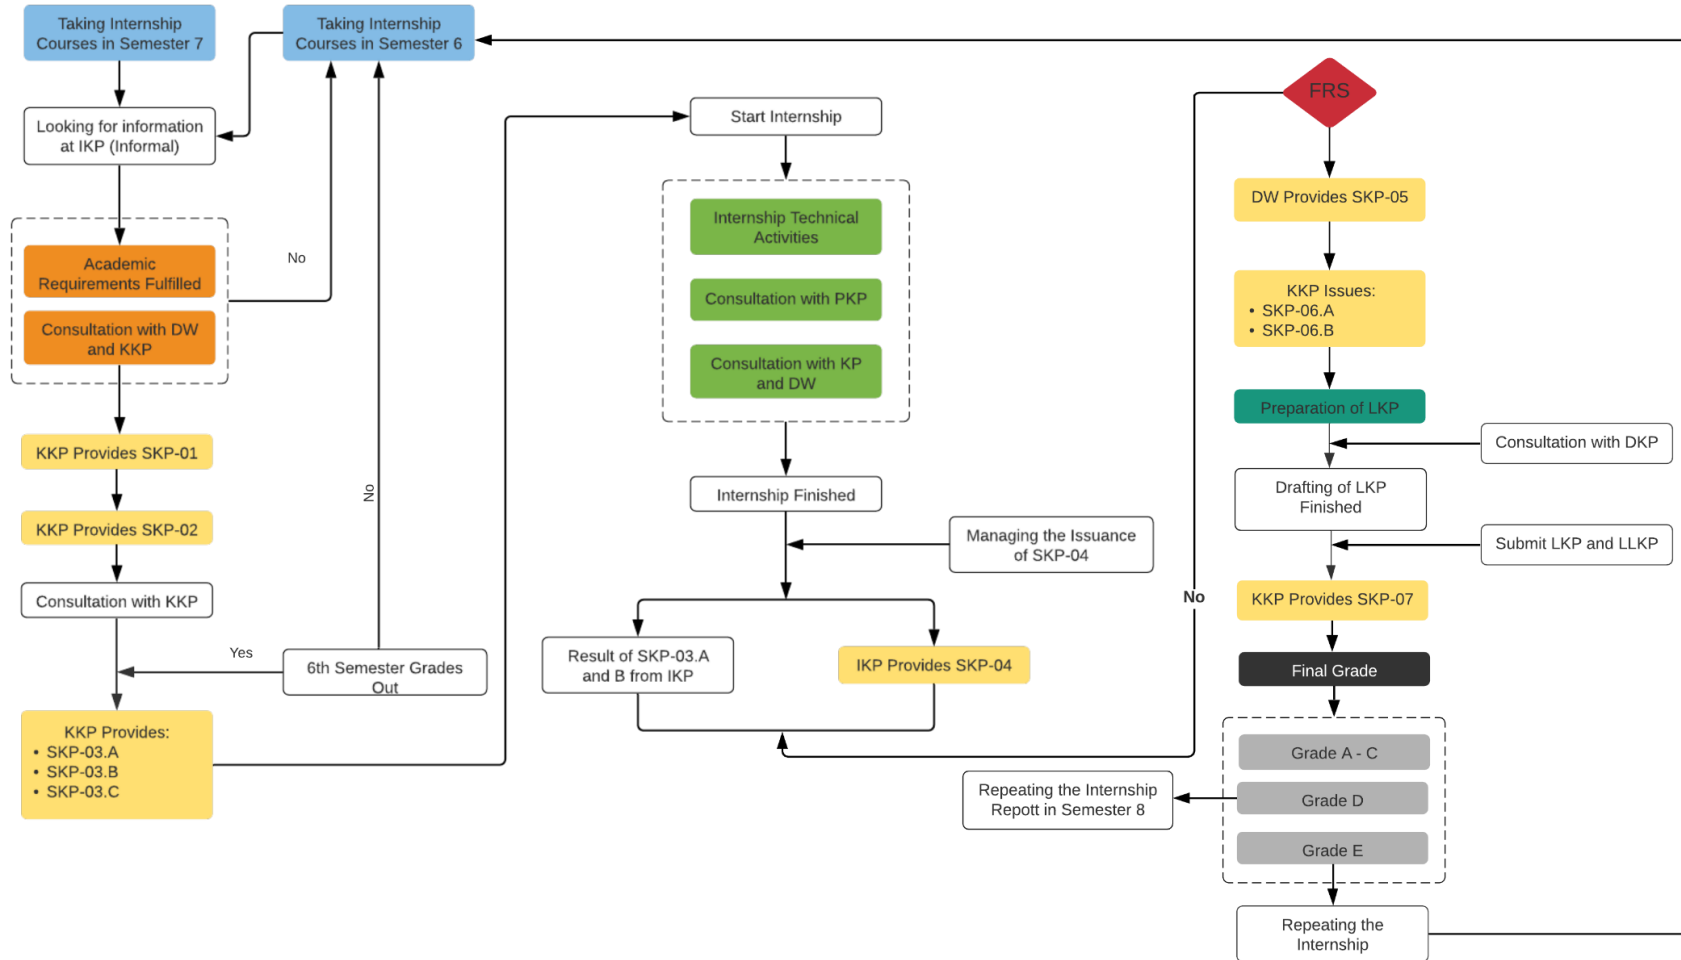 Taking Internship
Courses in Semester 7
Taking Internship
Courses in Semester 6
Looking for information
at IKP (Informal)
Academic
Requirements Fulfilled
Consultation with DW
and KKP
No
KKP Provides SKP-01
KKP Provides SKP-02
Consultation with KKP
No
Yes
6th Semester Grades
Out
KKP Provides:
• SKP-03.A
• SKP-03.B
• SKP-03.C
Start Internship
Internship Technical
Activities
Consultation with PKP
Consultation with KP
and DW
Internship Finished
Managing the Issuance
of SKP-04
Result of SKP-03.A
and B from IKP
IKP Provides SKP-04
FRS
No
DW Provides SKP-05
KKP Issues:
• SKP-06.A
• SKP-06.B
Preparation of LKP
Consultation with DKP
Drafting of LKP
Finished
Submit LKP and LLKP
KKP Provides SKP-07
Final Grade
Grade A - C
Grade D
Grade E
Repeating the Internship
Repott in Semester 8
Repeating the
Internship